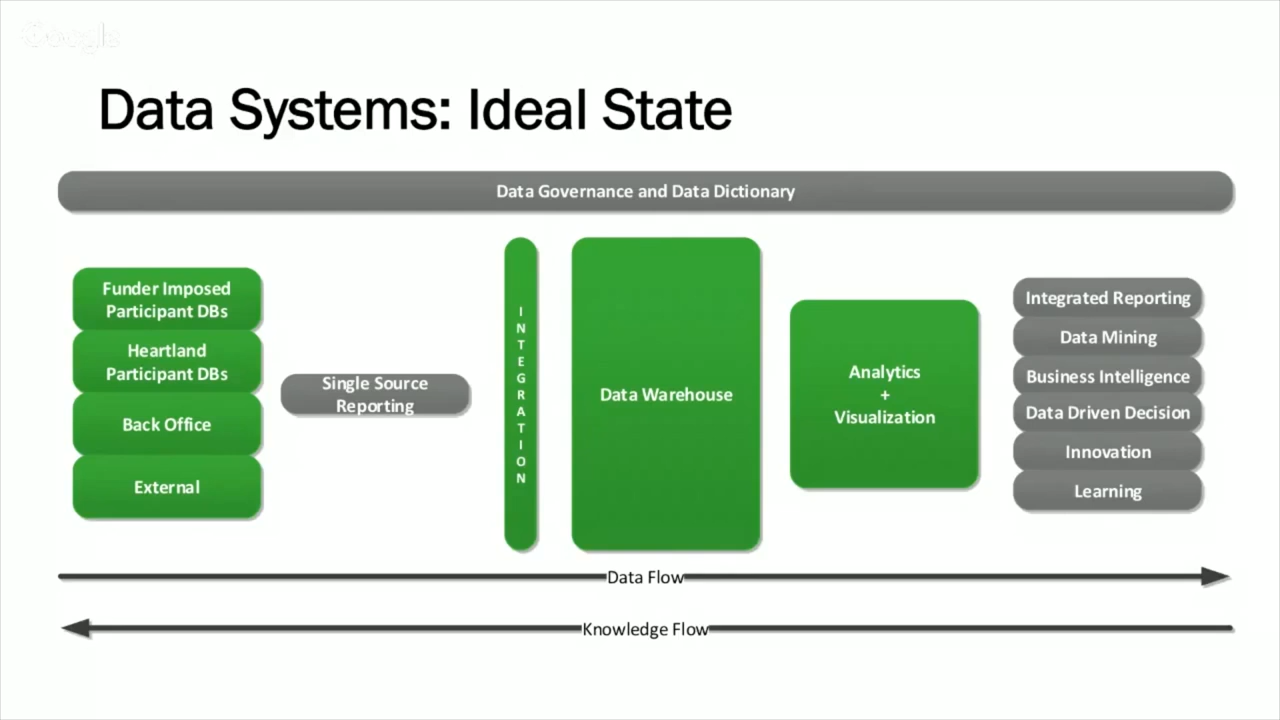 Google
Data Systems: Ideal State
Data Governance and Data Dictionary
Funder Imposed
Participant DBs
Heartland
Participant DBs
Back Office
External
Single Source
Reporting
INTEGRATION
Data Warehouse
Analytics
+
Visualization
Integrated Reporting
Data Mining
Business Intelligence
Data Driven Decision
Innovation
Learning
Data Flow
Knowledge Flow